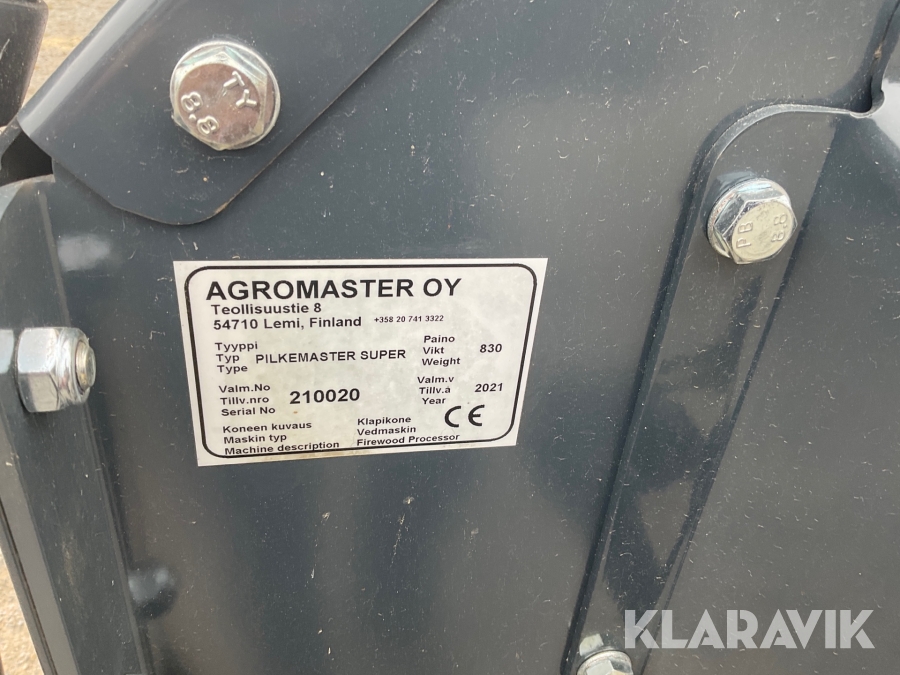 TY
8.8
PB
8.8
AGROMASTER OY
Teollisuustie 8
54710 Lemi, Finland +358 20 741 3322
Tyyppi
Typ PILKEMASTER SUPER
Type
Paino
Vikt 830
Weight
Valm.No
Tillv.nro 210020
Serial No
Valm.v
Tillv.å 2021
Year
Koneen kuvaus Klapikone
Maskin typ Vedmaskin
Machine description Firewood Processor
CE
KLARAVIK